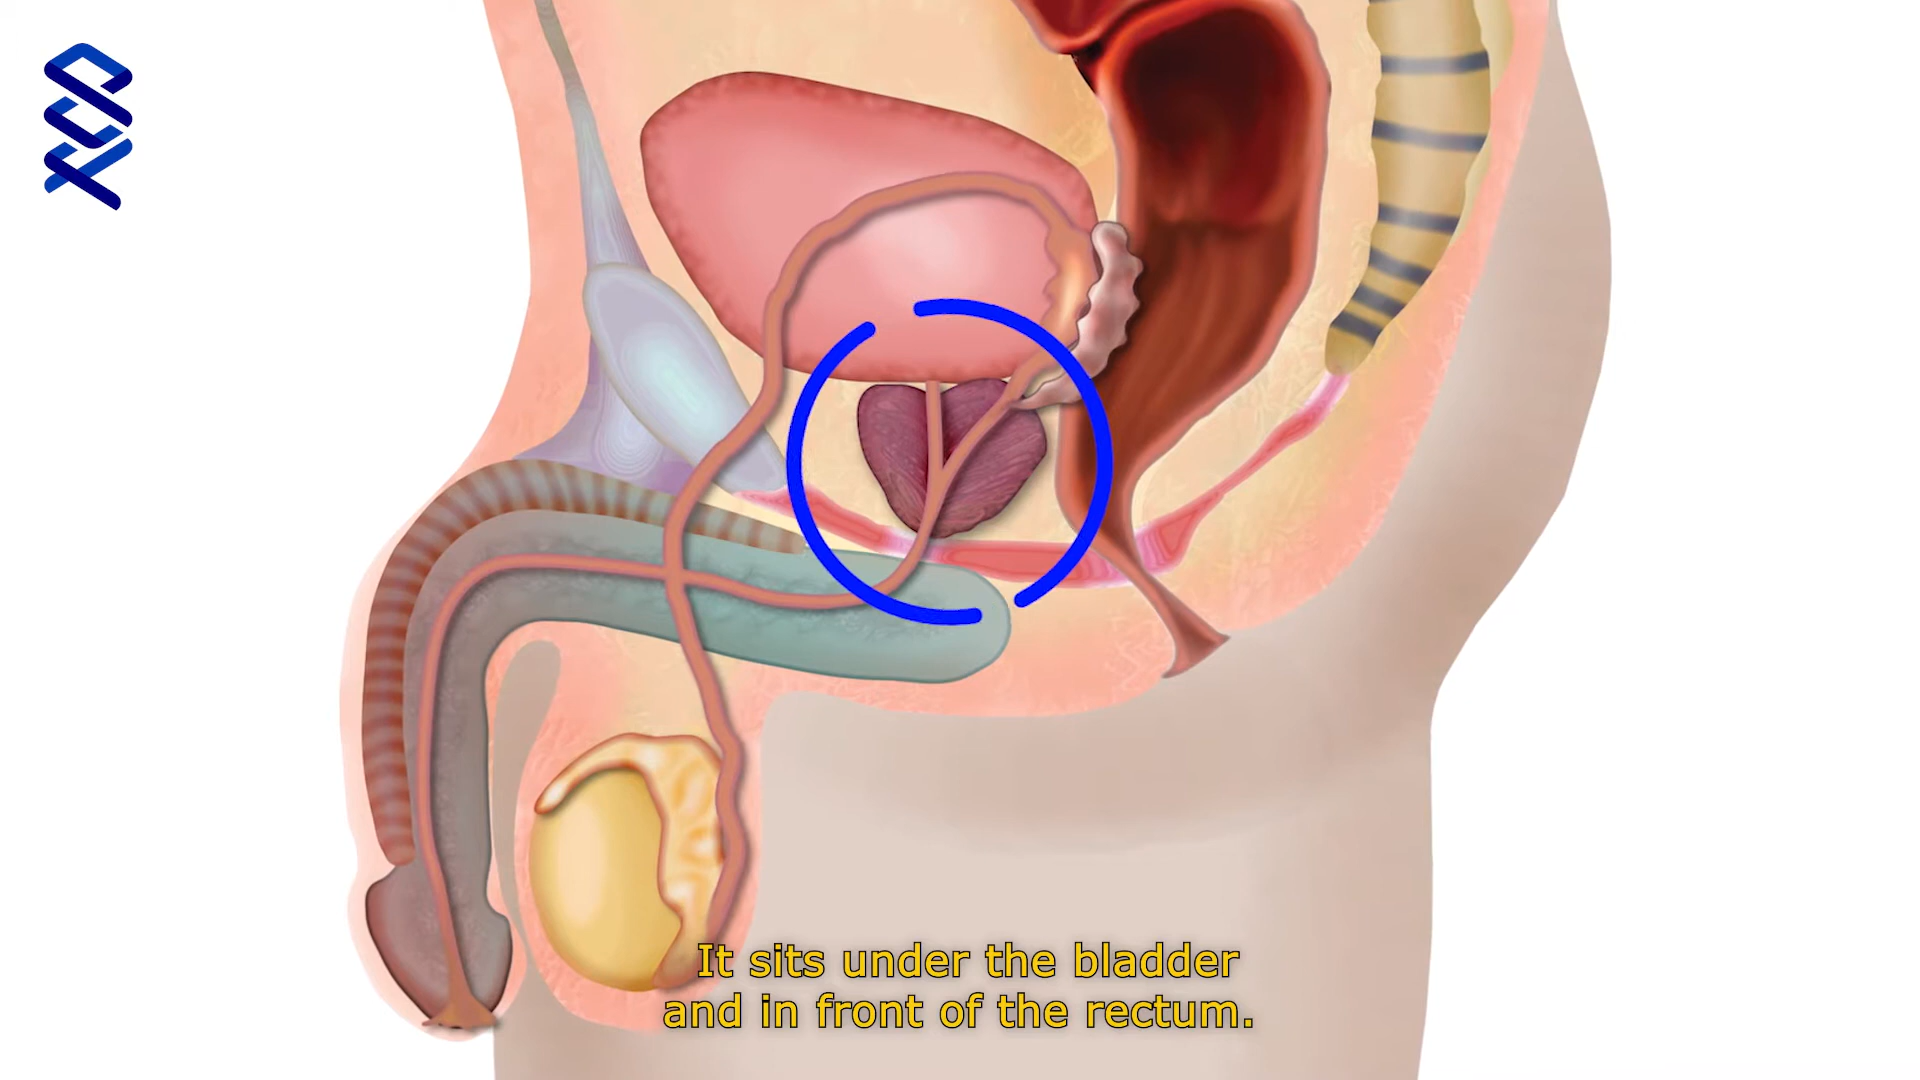 It sits under the bladder
and in front of the rectum.